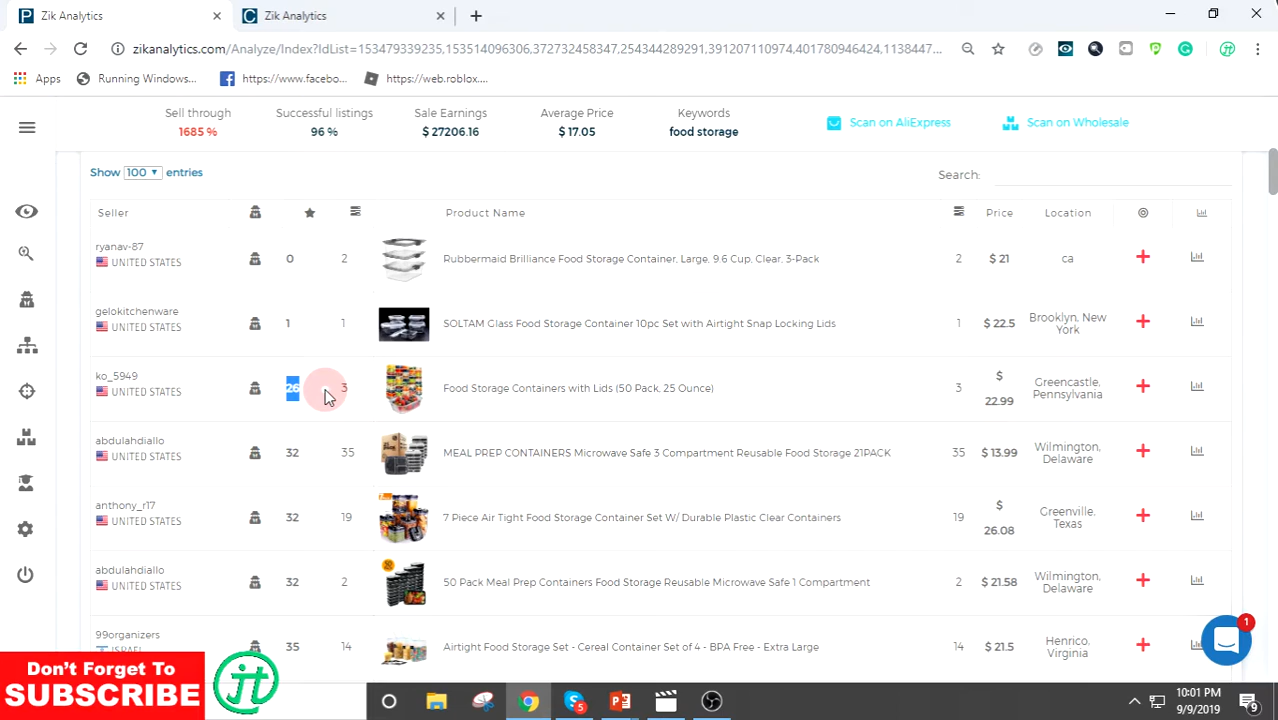 Zik Analytics
Zik Analytics
zikanalytics.com/Analyze/Index?IdList=153479339235,153514096306,372732458347,254344289291,391207110974,401780946424,1138447...
Apps
Running Windows...
https://www.facebo...
https://web.roblox....
Sell through
1685 %
Successful listings
96 %
Sale Earnings
$ 27206.16
Average Price
$ 17.05
Keywords
food storage
Scan on AliExpress
Scan on Wholesale
Show 100 entries
Search:
Seller
Product Name
Price
Location
ryanav-87
UNITED STATES
0
2
Rubbermaid Brilliance Food Storage Container, Large, 9.6 Cup, Clear, 3-Pack
2
$ 21
ca
gelokitchenware
UNITED STATES
1
1
SOLTAM Glass Food Storage Container 10pc Set with Airtight Snap Locking Lids
1
$ 22.5
Brooklyn, New
York
ko_5949
UNITED STATES
26
3
Food Storage Containers with Lids (50 Pack, 25 Ounce)
3
$
22.99
Greencastle,
Pennsylvania
abdulahdiallo
UNITED STATES
32
35
MEAL PREP CONTAINERS Microwave Safe 3 Compartment Reusable Food Storage 21PACK
35
$ 13.99
Wilmington,
Delaware
anthony_r17
UNITED STATES
32
19
7 Piece Air Tight Food Storage Container Set W/ Durable Plastic Clear Containers
19
$
26.08
Greenville,
Texas
abdulahdiallo
UNITED STATES
32
2
50 Pack Meal Prep Containers Food Storage Reusable Microwave Safe 1 Compartment
2
$ 21.58
Wilmington,
Delaware
99organizers
ISRAEL
35
14
Airtight Food Storage Set - Cereal Container Set of 4 - BPA Free - Extra Large
14
$ 21.5
Henrico,
Virginia
1
Don't Forget To
SUBSCRIBE
5
10:01 PM
9/9/2019
9